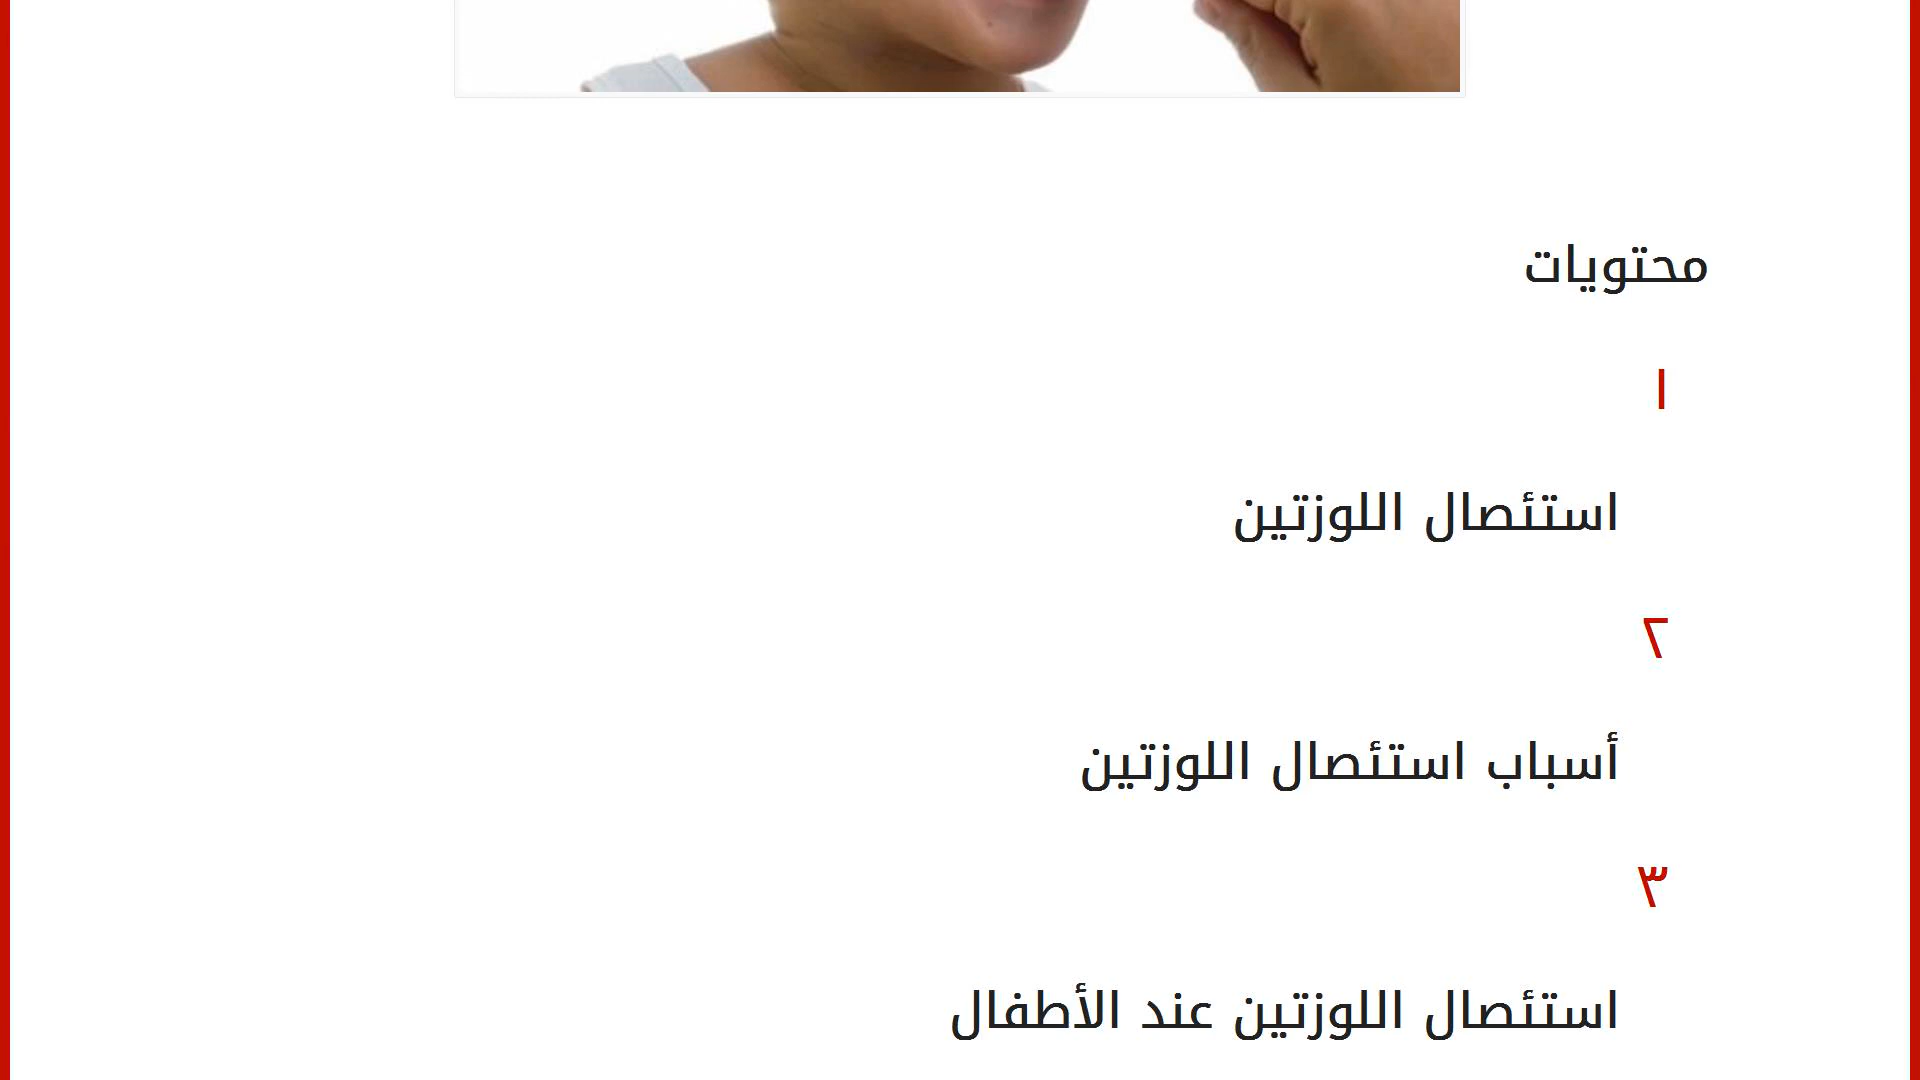 محتويات
١
استئصال اللوزتين
٢
أسباب استئصال اللوزتين
٣
استئصال اللوزتين عند الأطفال